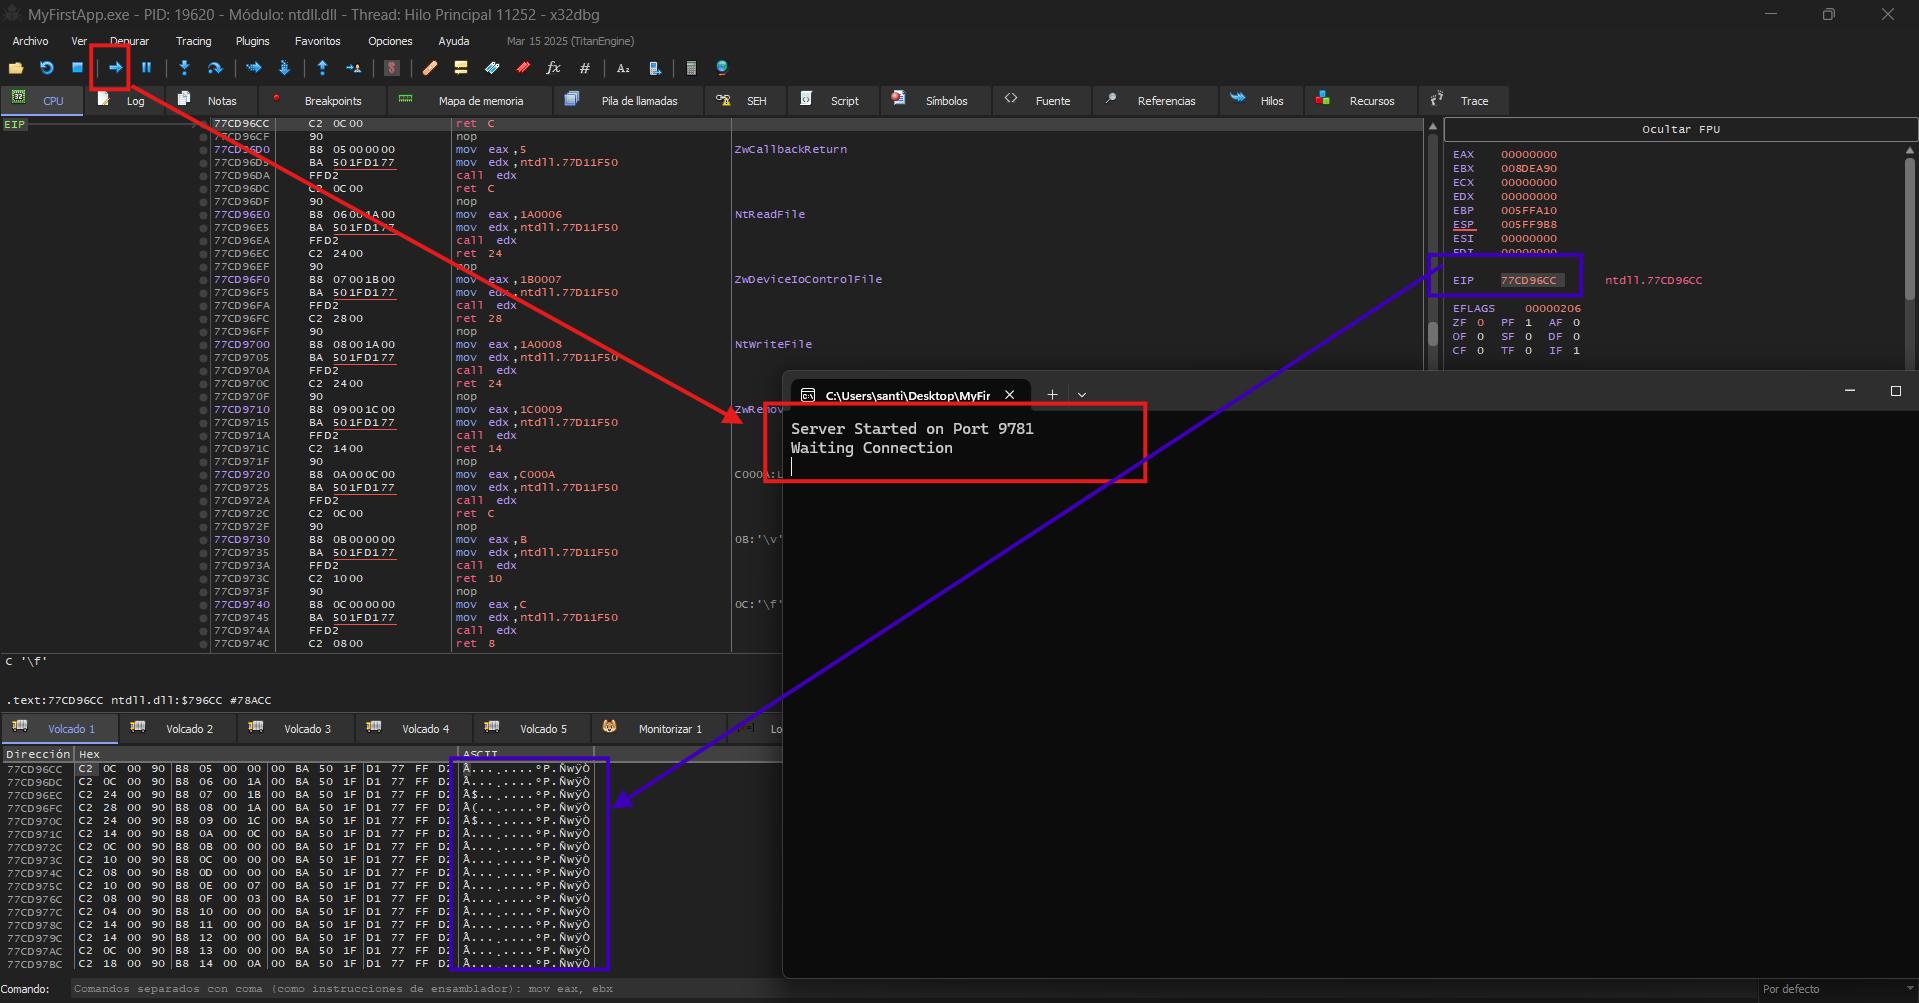 MyFirstApp.exe - PID: 19620 - Módulo: ntdll.dll - Thread: Hilo Principal 11252 - x32dbg
Archivo Ver Depurar Tracing Plugins Favoritos Opciones Ayuda Mar 15 2025 (TitanEngine)
CPU Log Notas Breakpoints Mapa de memoria Pila de llamadas SEH Script Símbolos Fuente Referencias Hilos Recursos Trace
EIP
77CD96CC C2 0C00 ret C
77CD96CF 90 nop
77CD96D0 B8 05000000 mov eax,5 ZwCallbackReturn
77CD96D5 BA 501FD177 mov edx,ntdll.77D11F50
77CD96DA FFD2 call edx
77CD96DC C2 0C00 ret C
77CD96DF 90 nop
77CD96E0 B8 06001A00 mov eax,1A0006 NtReadFile
77CD96E5 BA 501FD177 mov edx,ntdll.77D11F50
77CD96EA FFD2 call edx
77CD96EC C2 2400 ret 24
77CD96EF 90 nop
77CD96F0 B8 07001B00 mov eax,1B0007 ZwDeviceIoControlFile
77CD96F5 BA 501FD177 mov edx,ntdll.77D11F50
77CD96FA FFD2 call edx
77CD96FC C2 2800 ret 28
77CD96FF 90 nop
77CD9700 B8 08001A00 mov eax,1A0008 NtWriteFile
77CD9705 BA 501FD177 mov edx,ntdll.77D11F50
77CD970A FFD2 call edx
77CD970C C2 2400 ret 24
77CD970F 90 nop
77CD9710 B8 09001C00 mov eax,1C0009 ZwRemov
77CD9715 BA 501FD177 mov edx,ntdll.77D11F50
77CD971A FFD2 call edx
77CD971C C2 1400 ret 14
77CD971F 90 nop
77CD9720 B8 0A000C00 mov eax,C000A C000A:L
77CD9725 BA 501FD177 mov edx,ntdll.77D11F50
77CD972A FFD2 call edx
77CD972C C2 0C00 ret C
77CD972F 90 nop
77CD9730 B8 0B000000 mov eax,B 0B:'\v'
77CD9735 BA 501FD177 mov edx,ntdll.77D11F50
77CD973A FFD2 call edx
77CD973C C2 1000 ret 10
77CD973F 90 nop
77CD9740 B8 0C000000 mov eax,C 0C:'\f'
77CD9745 BA 501FD177 mov edx,ntdll.77D11F50
77CD974A FFD2 call edx
77CD974C C2 0800 ret 8
Ocultar FPU
EAX 00000000
EBX 008DEA90
ECX 00000000
EDX 00000000
EBP 005FFA10
ESP 005FF9B8
ESI 00000000
EDI 00000000
EIP 77CD96CC ntdll.77CD96CC
EFLAGS 00000206
ZF 0 PF 1 AF 0
OF 0 SF 0 DF 0
CF 0 TF 0 IF 1
C:\Users\santi\Desktop\MyFir
Server Started on Port 9781
Waiting Connection
C '\f'
.text:77CD96CC ntdll.dll:$796CC #78ACC
Volcado 1 Volcado 2 Volcado 3 Volcado 4 Volcado 5 Monitorizar 1 Lo
Dirección Hex ASCII
77CD96CC C2 0C 00 90 B8 05 00 00 00 BA 50 1F D1 77 FF D2 Â...¸....ºP.ÑwÿÒ
77CD96DC C2 0C 00 90 B8 06 00 1A 00 BA 50 1F D1 77 FF D2 Â...¸....ºP.ÑwÿÒ
77CD96EC C2 24 00 90 B8 07 00 1B 00 BA 50 1F D1 77 FF D2 Â$..¸....ºP.ÑwÿÒ
77CD96FC C2 28 00 90 B8 08 00 1A 00 BA 50 1F D1 77 FF D2 Â(..¸....ºP.ÑwÿÒ
77CD970C C2 24 00 90 B8 09 00 1C 00 BA 50 1F D1 77 FF D2 Â$..¸....ºP.ÑwÿÒ
77CD971C C2 14 00 90 B8 0A 00 0C 00 BA 50 1F D1 77 FF D2 Â...¸....ºP.ÑwÿÒ
77CD972C C2 0C 00 90 B8 0B 00 00 00 BA 50 1F D1 77 FF D2 Â...¸....ºP.ÑwÿÒ
77CD973C C2 10 00 90 B8 0C 00 00 00 BA 50 1F D1 77 FF D2 Â...¸....ºP.ÑwÿÒ
77CD974C C2 08 00 90 B8 0D 00 00 00 BA 50 1F D1 77 FF D2 Â...¸....ºP.ÑwÿÒ
77CD975C C2 10 00 90 B8 0E 00 07 00 BA 50 1F D1 77 FF D2 Â...¸....ºP.ÑwÿÒ
77CD976C C2 08 00 90 B8 0F 00 03 00 BA 50 1F D1 77 FF D2 Â...¸....ºP.ÑwÿÒ
77CD977C C2 04 00 90 B8 10 00 00 00 BA 50 1F D1 77 FF D2 Â...¸....ºP.ÑwÿÒ
77CD978C C2 14 00 90 B8 11 00 00 00 BA 50 1F D1 77 FF D2 Â...¸....ºP.ÑwÿÒ
77CD979C C2 14 00 90 B8 12 00 00 00 BA 50 1F D1 77 FF D2 Â...¸....ºP.ÑwÿÒ
77CD97AC C2 0C 00 90 B8 13 00 00 00 BA 50 1F D1 77 FF D2 Â...¸....ºP.ÑwÿÒ
77CD97BC C2 18 00 90 B8 14 00 0A 00 BA 50 1F D1 77 FF D2 Â...¸....ºP.ÑwÿÒ
Comando: Comandos separados con coma (como instrucciones de ensamblador): mov eax, ebx Por defecto